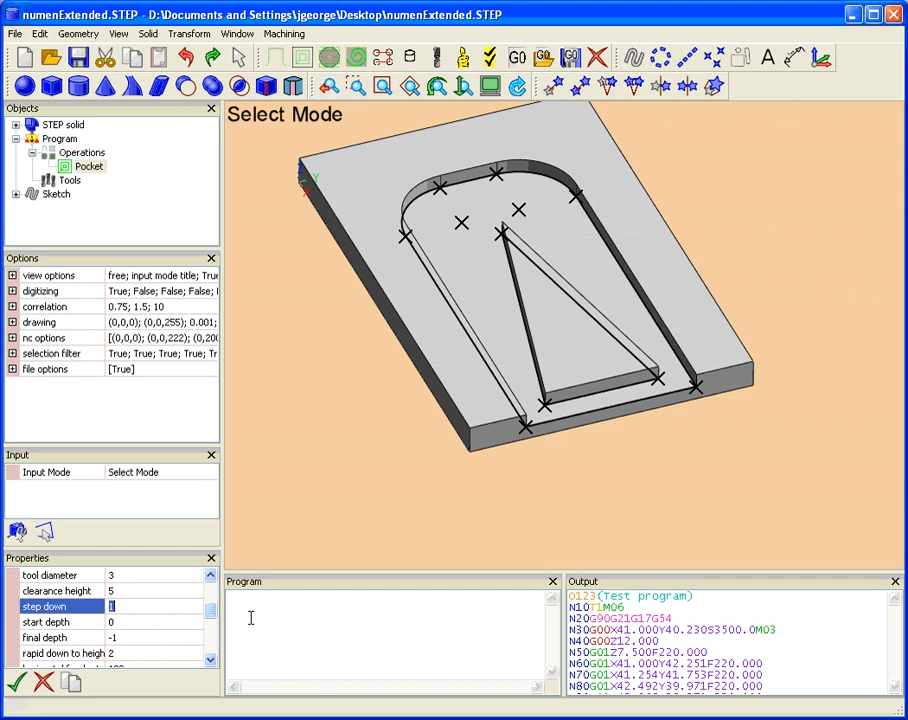 numenExtended.STEP - D:\Documents and Settings\jgeorge\Desktop\numenExtended.STEP
File Edit Geometry View Solid Transform Window Machining
G0 A
Objects
STEP solid
Program
Operations
Pocket
Tools
Sketch
Options
view options free; input mode title; True
digitizing True; False; False; False;
correlation 0.75; 1.5; 10
drawing (0,0,0); (0,0,255); 0.001;
nc options [(0,0,0); (0,0,222); (0,200
selection filter True; True; True; True; Tr
file options [True]
Input
Input Mode Select Mode
Properties
tool diameter 3
clearance height 5
step down 1
start depth 0
final depth -1
rapid down to heigh 2
Select Mode
Y
Program
Output
O123(Test program)
N10T1M06
N20G90G21G17G54
N30G00X41.000Y40.230S3500.0M03
N40G00Z12.000
N50G01Z7.500F220.000
N60G01X41.000Y42.251F220.000
N70G01X41.254Y41.753F220.000
N80G01X42.492Y39.971F220.000